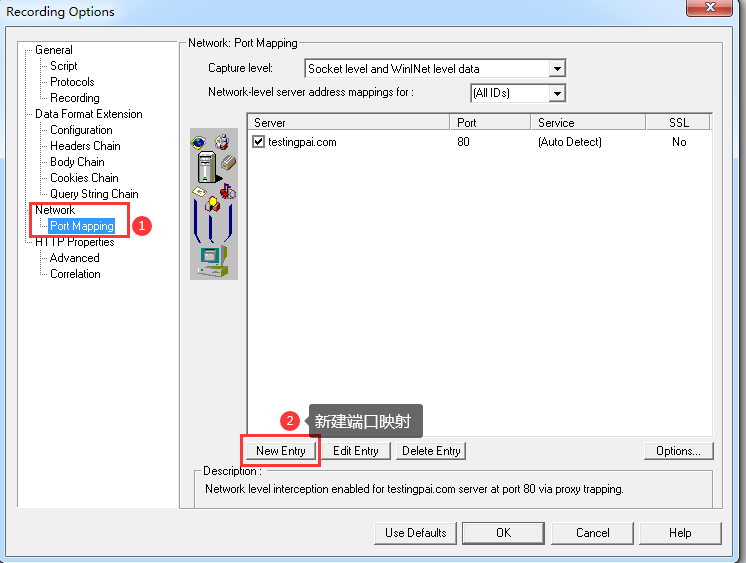 Recording Options
General
Script
Protocols
Recording
Data Format Extension
Configuration
Headers Chain
Body Chain
Cookies Chain
Query String Chain
Network
Port Mapping
1
HTTP Properties
Advanced
Correlation
Network: Port Mapping
Capture level: Socket level and WinINet level data
Network-level server address mappings for : (All IDs)
Server Port Service SSL
testingpai.com 80 (Auto Detect) No
2 新建端口映射
New Entry Edit Entry Delete Entry Options...
Description :
Network level interception enabled for testingpai.com server at port 80 via proxy trapping.
Use Defaults OK Cancel Help